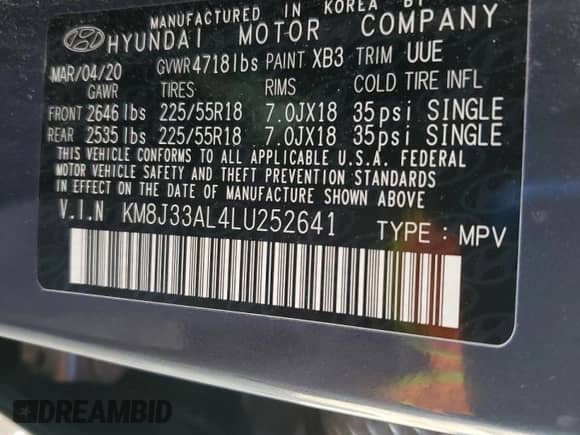 MANUFACTURED IN KOREA BY
HYUNDAI MOTOR COMPANY
MAR/04/20 GVWR 4718lbs PAINT XB3 TRIM UUE
GAWR TIRES RIMS COLD TIRE INFL
FRONT 2646 lbs 225/55R18 7.0JX18 35psi SINGLE
REAR 2535 lbs 225/55R18 7.0JX18 35psi SINGLE
THIS VEHICLE CONFORMS TO ALL APPLICABLE U.S.A. FEDERAL
MOTOR VEHICLE SAFETY AND THEFT PREVENTION STANDARDS
IN EFFECT ON THE DATE OF MANUFACTURE SHOWN ABOVE
V.I.N KM8J33AL4LU252641 TYPE : MPV
DREAMBID